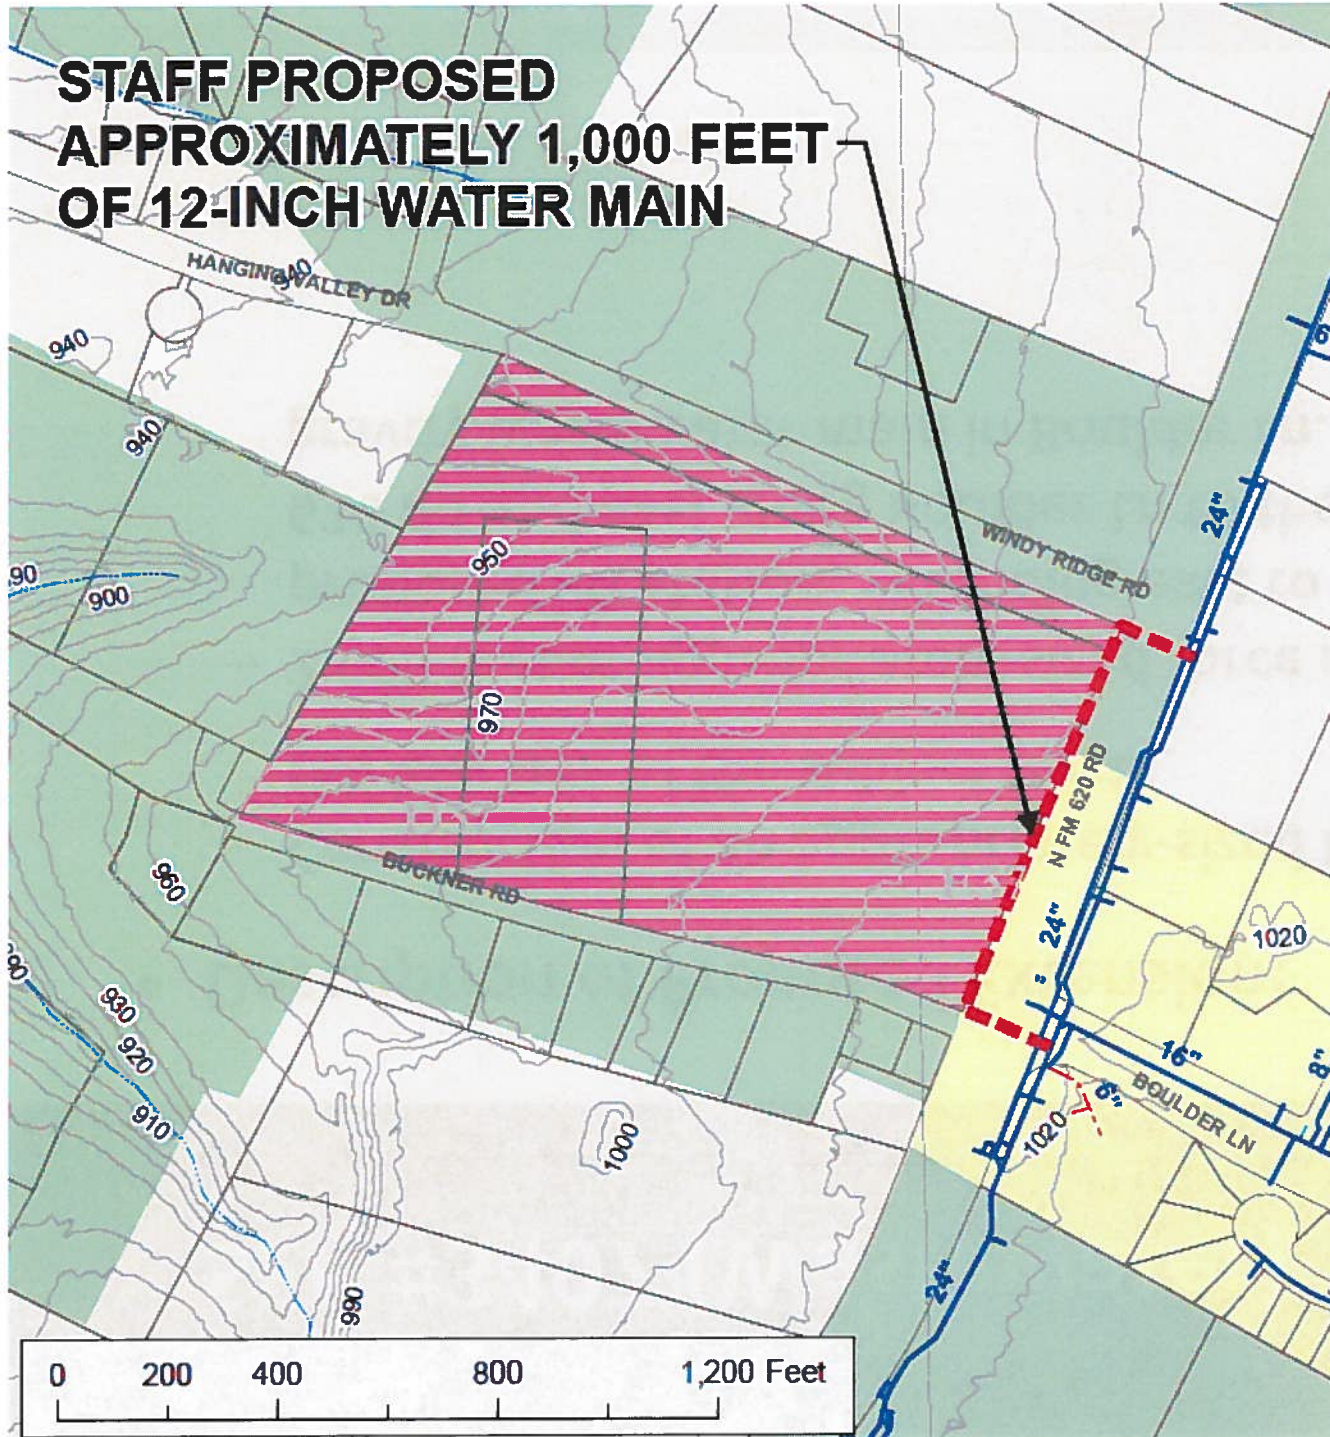 STAFF PROPOSED
APPROXIMATELY 1,000 FEET
OF 12-INCH WATER MAIN
HANGING VALLEY DR
940
940
940
WINDY RIDGE RD
24"
950
900
970
N FM 620 RD
BUCKNER RD
960
24"
1020
930
920
910
16"
8"
6"
BOULDER LN
1020
1000
990
24"
0 200 400 800 1,200 Feet